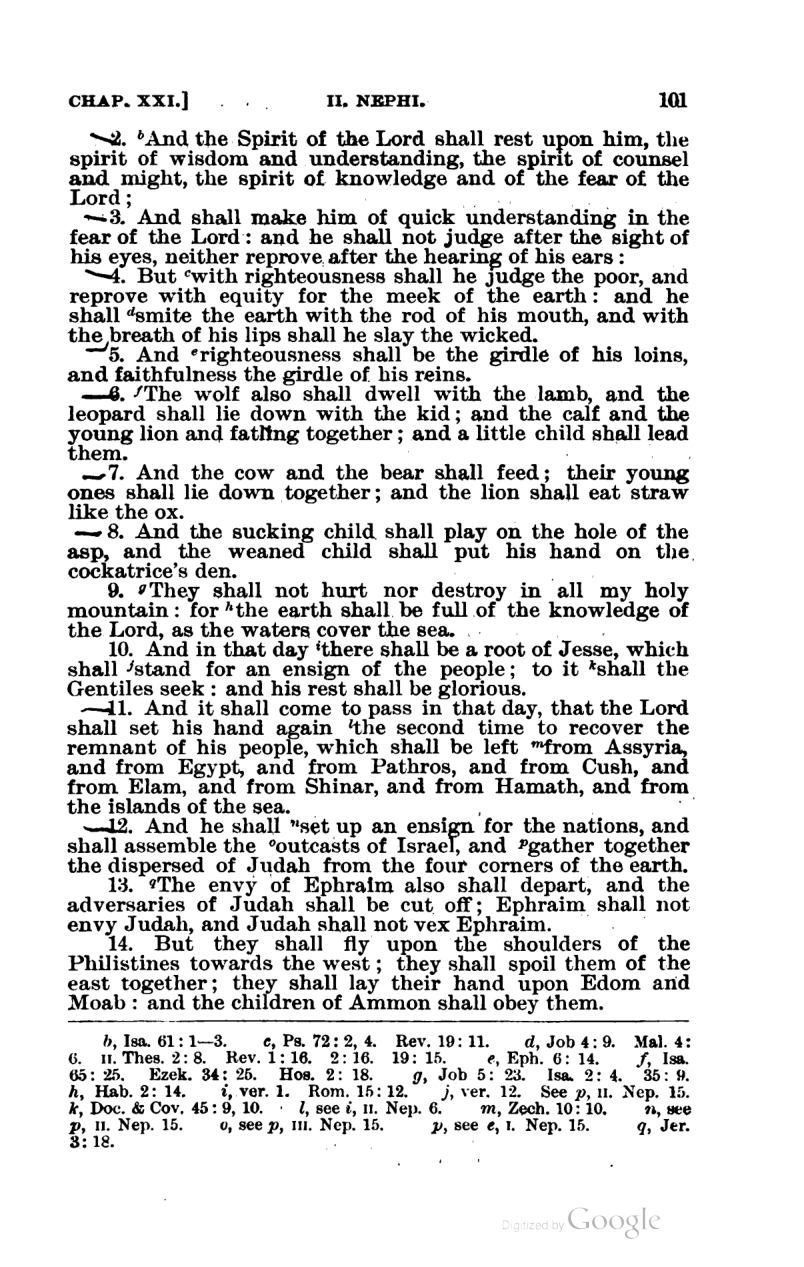 CHAP. XXI.] II. NEPHI. 101
2. bAnd the Spirit of the Lord shall rest upon him, the
spirit of wisdom and understanding, the spirit of counsel
and might, the spirit of knowledge and of the fear of the
Lord;
3. And shall make him of quick understanding in the
fear of the Lord: and he shall not judge after the sight of
his eyes, neither reprove after the hearing of his ears:
4. But cwith righteousness shall he judge the poor, and
reprove with equity for the meek of the earth: and he
shall dsmite the earth with the rod of his mouth, and with
the breath of his lips shall he slay the wicked.
5. And erighteousness shall be the girdle of his loins,
and faithfulness the girdle of his reins.
6. fThe wolf also shall dwell with the lamb, and the
leopard shall lie down with the kid; and the calf and the
young lion and fatling together; and a little child shall lead
them.
7. And the cow and the bear shall feed; their young
ones shall lie down together; and the lion shall eat straw
like the ox.
8. And the sucking child shall play on the hole of the
asp, and the weaned child shall put his hand on the
cockatrice's den.
9. gThey shall not hurt nor destroy in all my holy
mountain: for hthe earth shall be full of the knowledge of
the Lord, as the waters cover the sea.
10. And in that day ithere shall be a root of Jesse, which
shall jstand for an ensign of the people; to it kshall the
Gentiles seek: and his rest shall be glorious.
11. And it shall come to pass in that day, that the Lord
shall set his hand again lthe second time to recover the
remnant of his people, which shall be left mfrom Assyria,
and from Egypt, and from Pathros, and from Cush, and
from Elam, and from Shinar, and from Hamath, and from
the islands of the sea.
12. And he shall nset up an ensign for the nations, and
shall assemble the ooutcasts of Israel, and pgather together
the dispersed of Judah from the four corners of the earth.
13. qThe envy of Ephraim also shall depart, and the
adversaries of Judah shall be cut off; Ephraim shall not
envy Judah, and Judah shall not vex Ephraim.
14. But they shall fly upon the shoulders of the
Philistines towards the west; they shall spoil them of the
east together; they shall lay their hand upon Edom and
Moab: and the children of Ammon shall obey them.
b, Isa. 61: 1—3. c, Ps. 72: 2, 4. Rev. 19: 11. d, Job 4: 9. Mal. 4:
6. II. Thes. 2: 8. Rev. 1: 16. 2: 16. 19: 15. e, Eph. 6: 14. f, Isa.
65: 25. Ezek. 34: 25. Hos. 2: 18. g, Job 5: 23. Isa. 2: 4. 35: 9.
h, Hab. 2: 14. i, ver. 1. Rom. 15: 12. j, ver. 12. See p, II. Nep. 15.
k, Doc. & Cov. 45: 9, 10. l, see i, II. Nep. 6. m, Zech. 10: 10. n, see
p, II. Nep. 15. o, see p, III. Nep. 15. p, see e, I. Nep. 15. q, Jer.
3: 18.
Digitized by Google